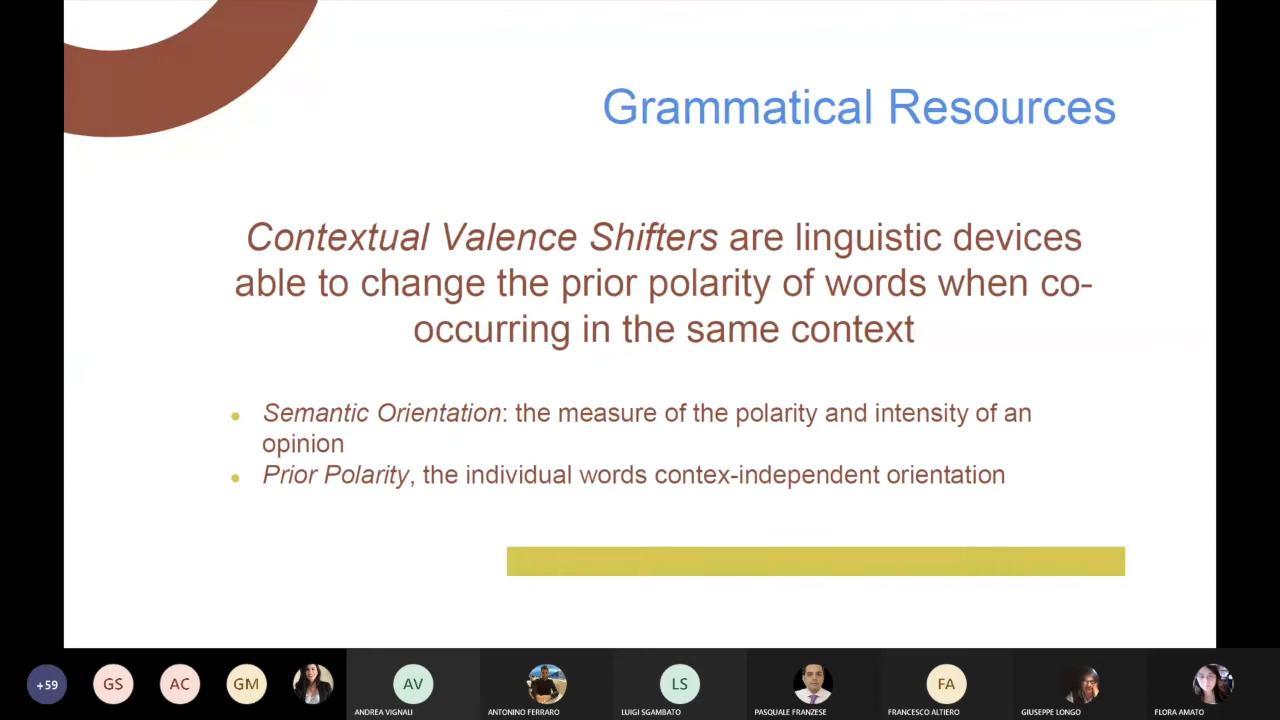 Grammatical Resources
Contextual Valence Shifters are linguistic devices
able to change the prior polarity of words when co-
occurring in the same context
• Semantic Orientation: the measure of the polarity and intensity of an
opinion
• Prior Polarity, the individual words contex-independent orientation
+59
GS
AC
GM
AV
LS
FA
ANDREA VIGNALI
ANTONINO FERRARO
LUIGI SGAMBATO
PASQUALE FRANZESE
FRANCESCO ALTIERO
GIUSEPPE LONGO
FLORA AMATO